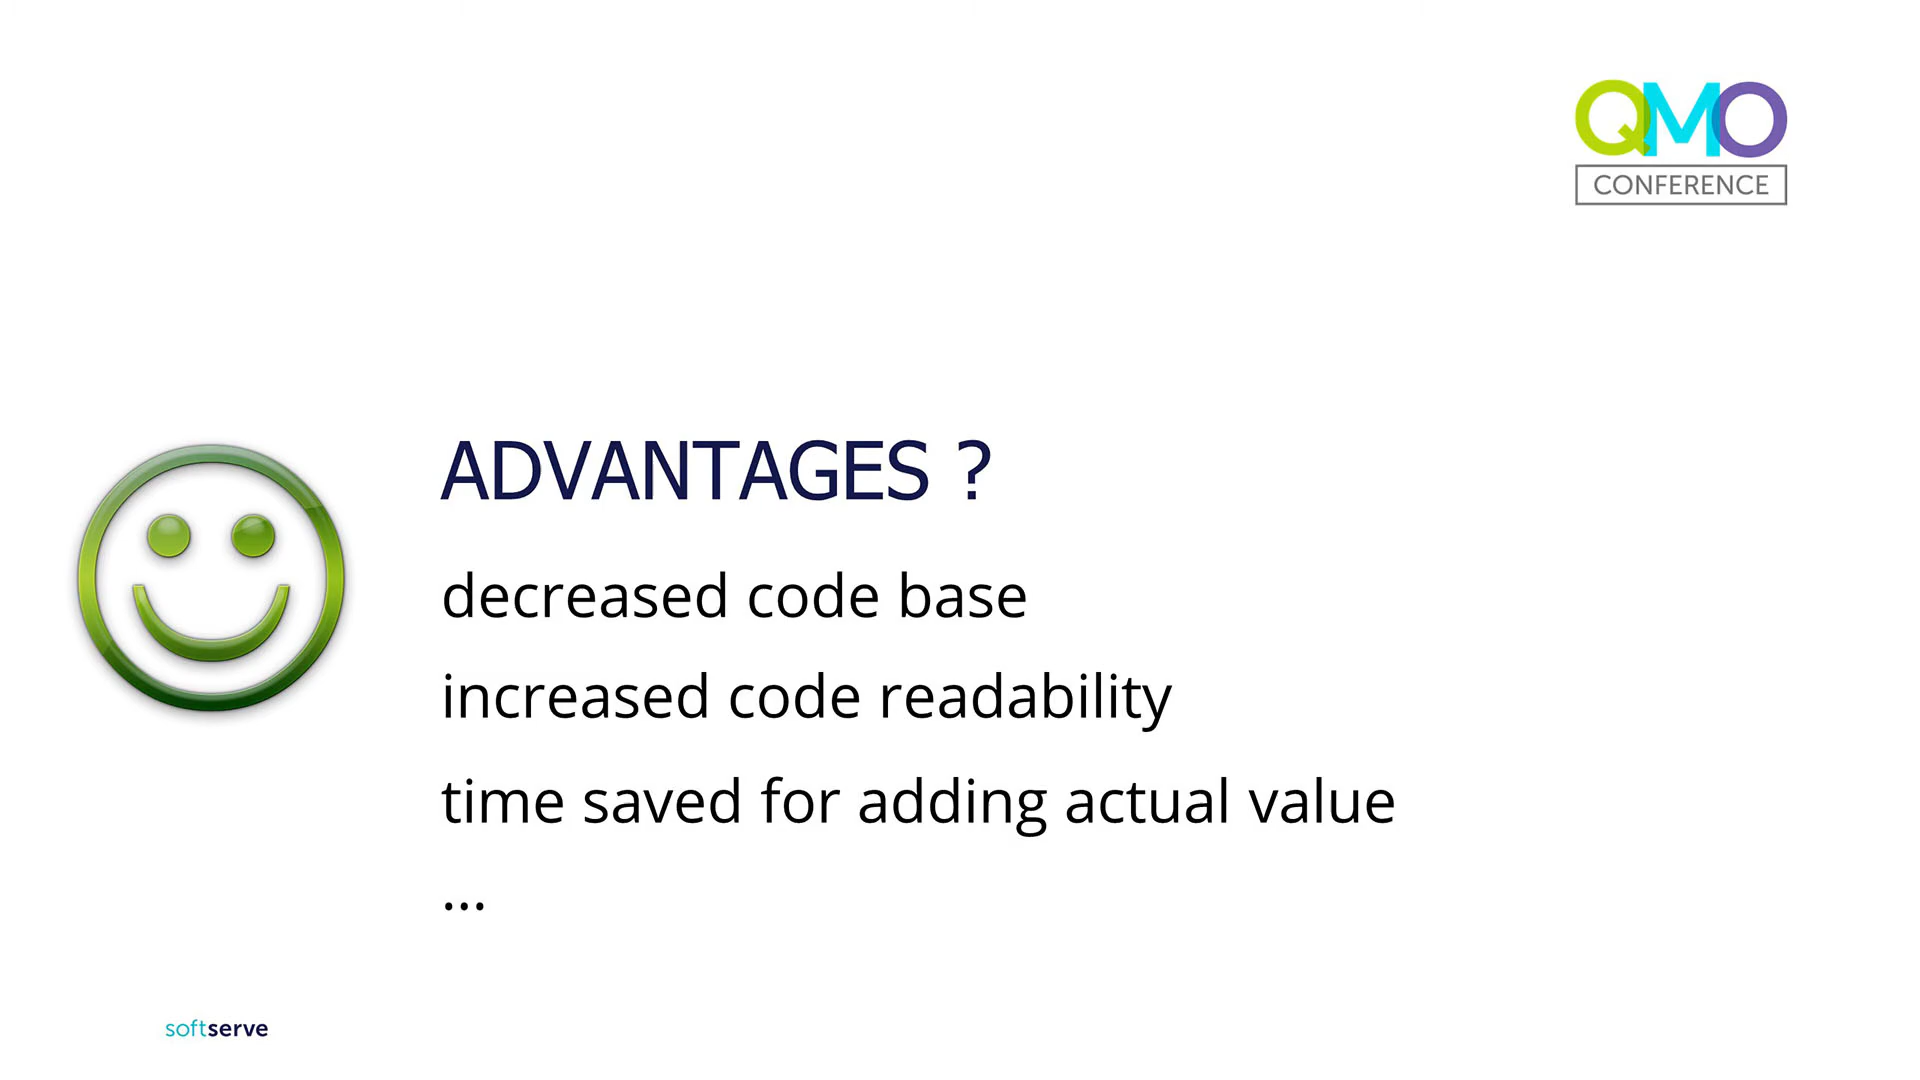 QMO
CONFERENCE
ADVANTAGES ?
decreased code base
increased code readability
time saved for adding actual value
...
softserve